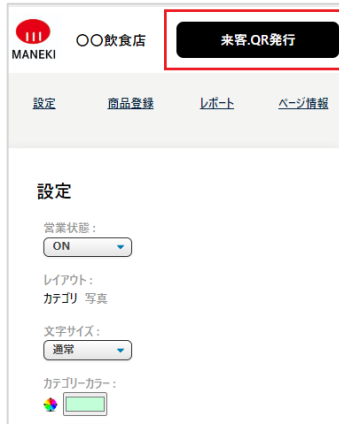 MANEKI
〇〇飲食店
来客.QR発行
設定 商品登録 レポート ページ情報
設定
営業状態 :
ON
レイアウト :
カテゴリ 写真
文字サイズ :
通常
カテゴリーカラー :